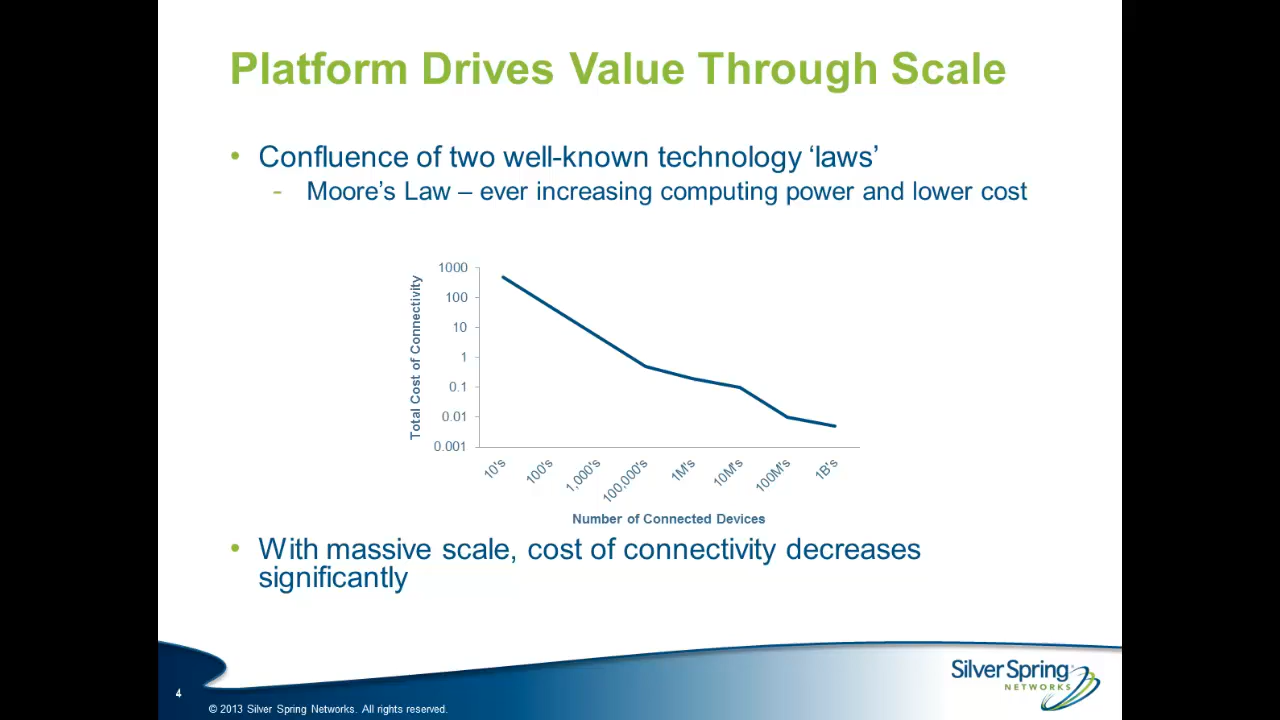 Platform Drives Value Through Scale
• Confluence of two well-known technology ‘laws’
- Moore’s Law – ever increasing computing power and lower cost
Total Cost of Connectivity
1000
100
10
1
0.1
0.01
0.001
10's
100's
1,000's
100,000's
1M's
10M's
100M's
1B's
Number of Connected Devices
• With massive scale, cost of connectivity decreases
significantly
4
© 2013 Silver Spring Networks. All rights reserved.
Silver Spring
NETWORKS